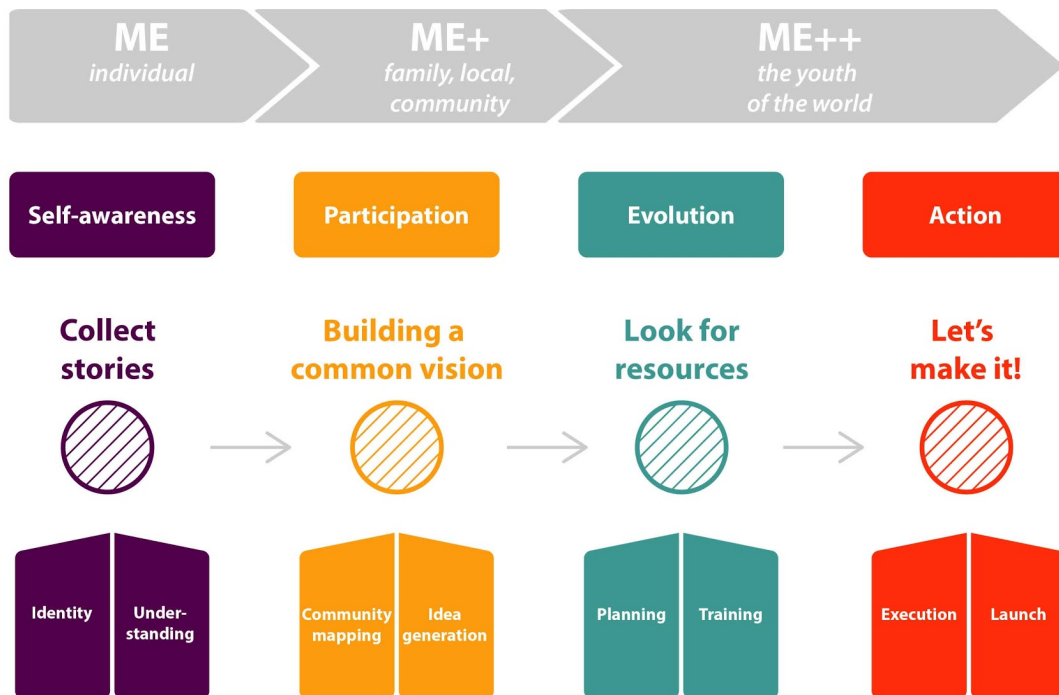 ME
individual
ME+
family, local,
community
ME++
the youth
of the world
Self-awareness
Participation
Evolution
Action
Collect
stories
Building a
common vision
Look for
resources
Let's
make it!
Identity
Under-
standing
Community
mapping
Idea
generation
Planning
Training
Execution
Launch